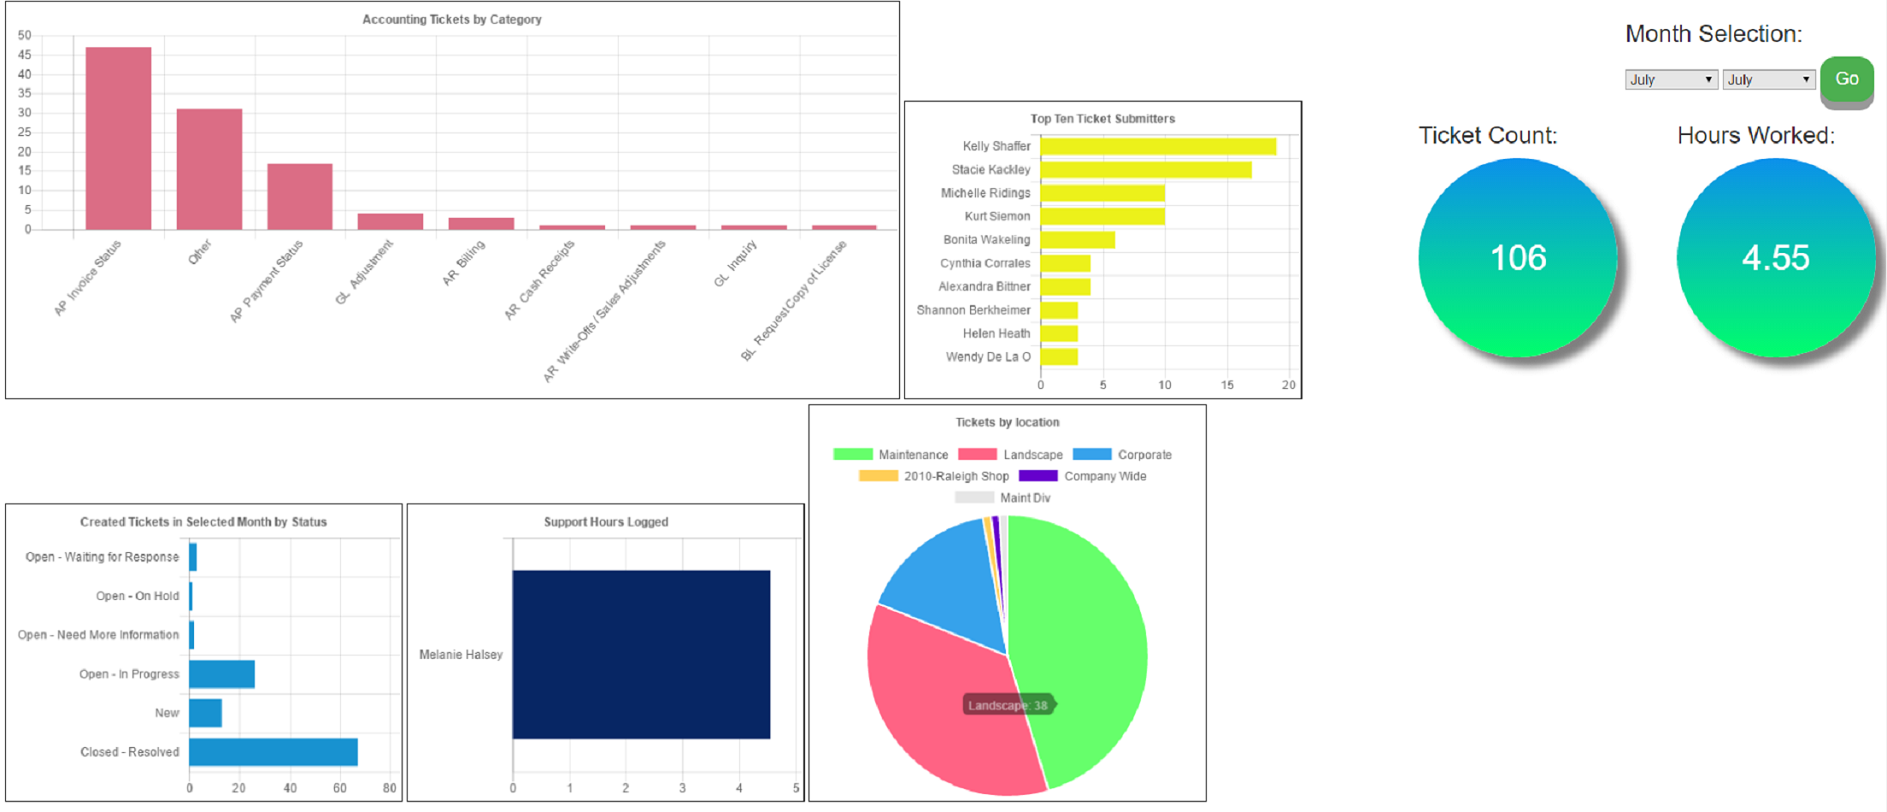 Accounting Tickets by Category
50
45
40
35
30
25
20
15
10
5
0
AP Invoice Status
Other
AP Payment Status
GL Adjustment
AR Billing
AR Cash Receipts
AR Write-Offs / Sales Adjustments
GL Inquiry
BL Request Copy of License
Top Ten Ticket Submitters
Kelly Shaffer
Stacie Kackley
Michelle Ridings
Kurt Siemon
Bonita Wakeling
Cynthia Corrales
Alexandra Bittner
Shannon Berkheimer
Helen Heath
Wendy De La O
0 5 10 15 20
Month Selection:
July July Go
Ticket Count: Hours Worked:
106 4.55
Created Tickets in Selected Month by Status
Open - Waiting for Response
Open - On Hold
Open - Need More Information
Open - In Progress
New
Closed - Resolved
0 20 40 60 80
Support Hours Logged
Melanie Halsey
0 1 2 3 4 5
Tickets by location
Maintenance Landscape Corporate
2010-Raleigh Shop Company Wide
Maint Div
Landscape: 38